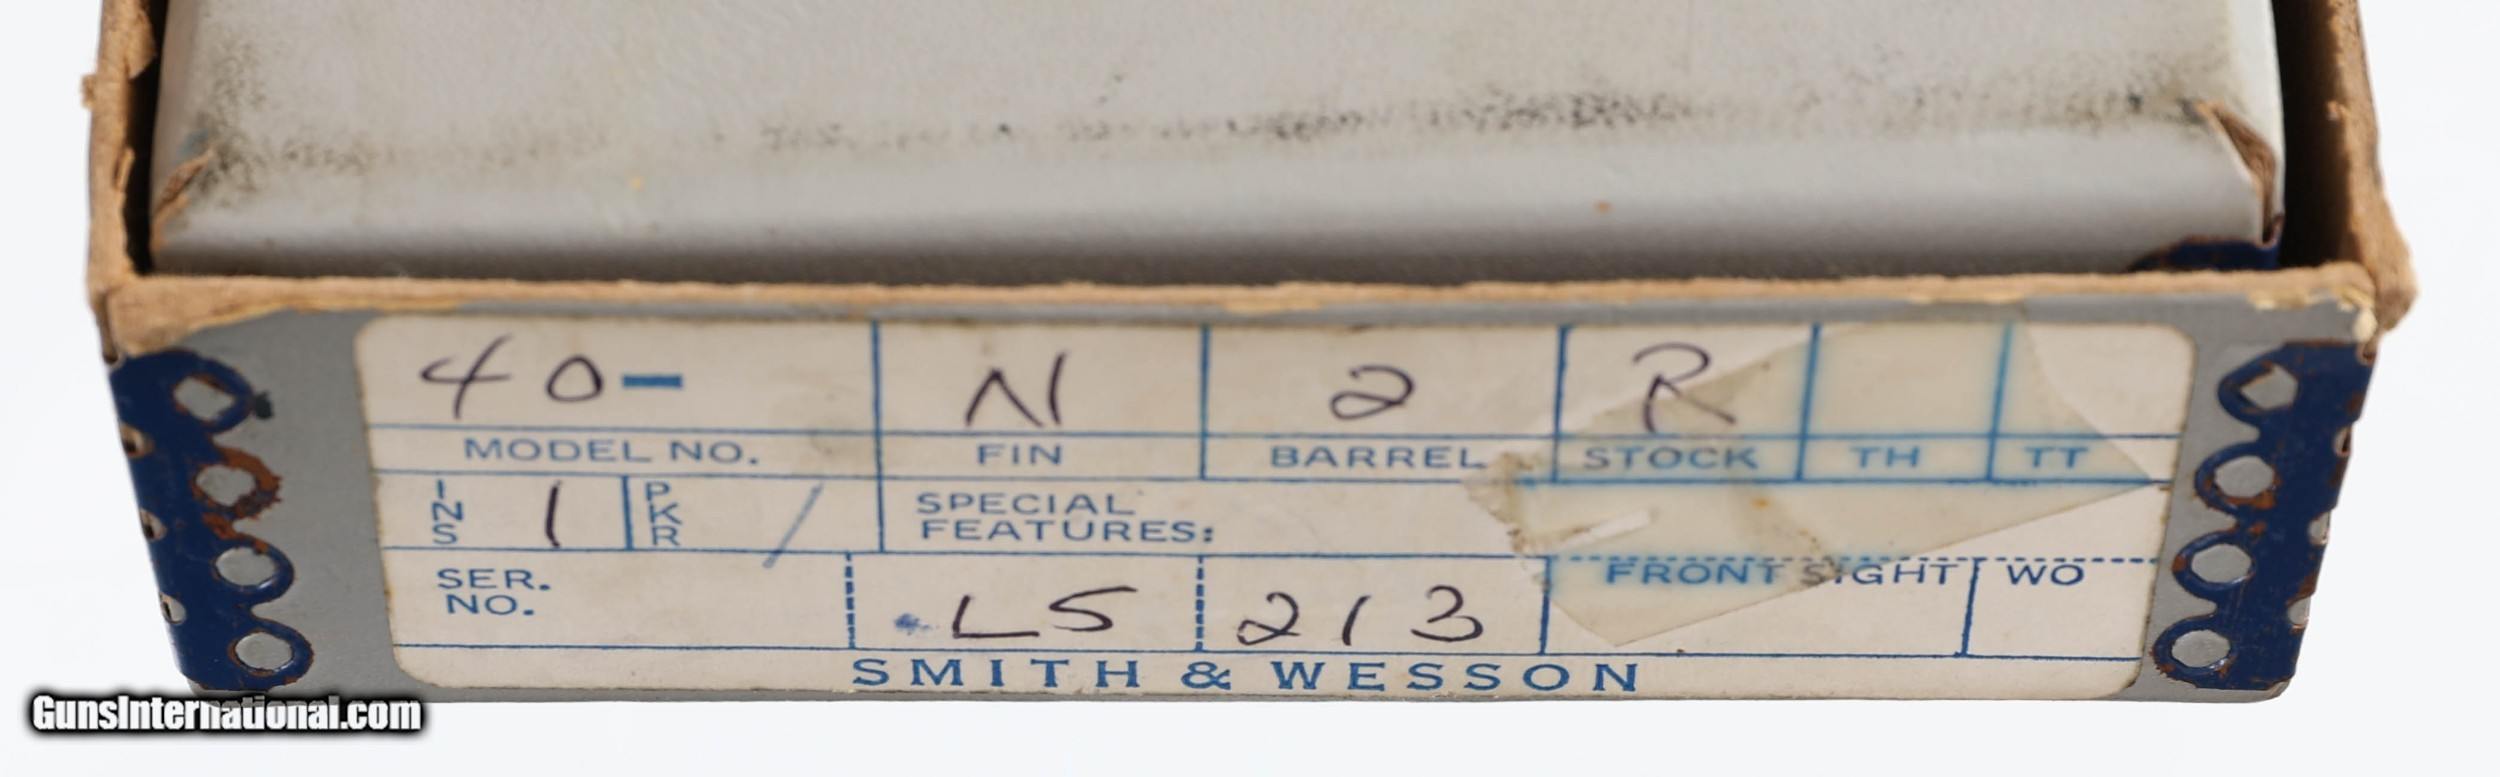 40- N 2 R
MODEL NO. FIN BARREL STOCK TH TT
INS 1 PKR / SPECIAL
FEATURES:
SER.
NO. L5 213 FRONT SIGHT WO
SMITH & WESSON
GunsInternational.com